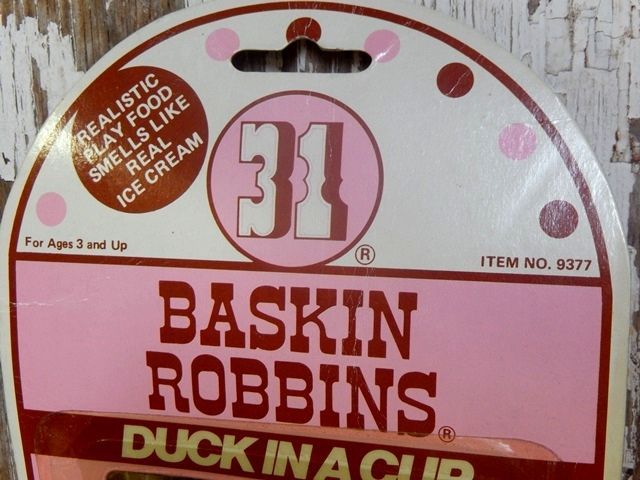 REALISTIC
PLAY FOOD
SMELLS LIKE
REAL
ICE CREAM
31
®
For Ages 3 and Up
ITEM NO. 9377
BASKIN
ROBBINS®
DUCK IN A CUP